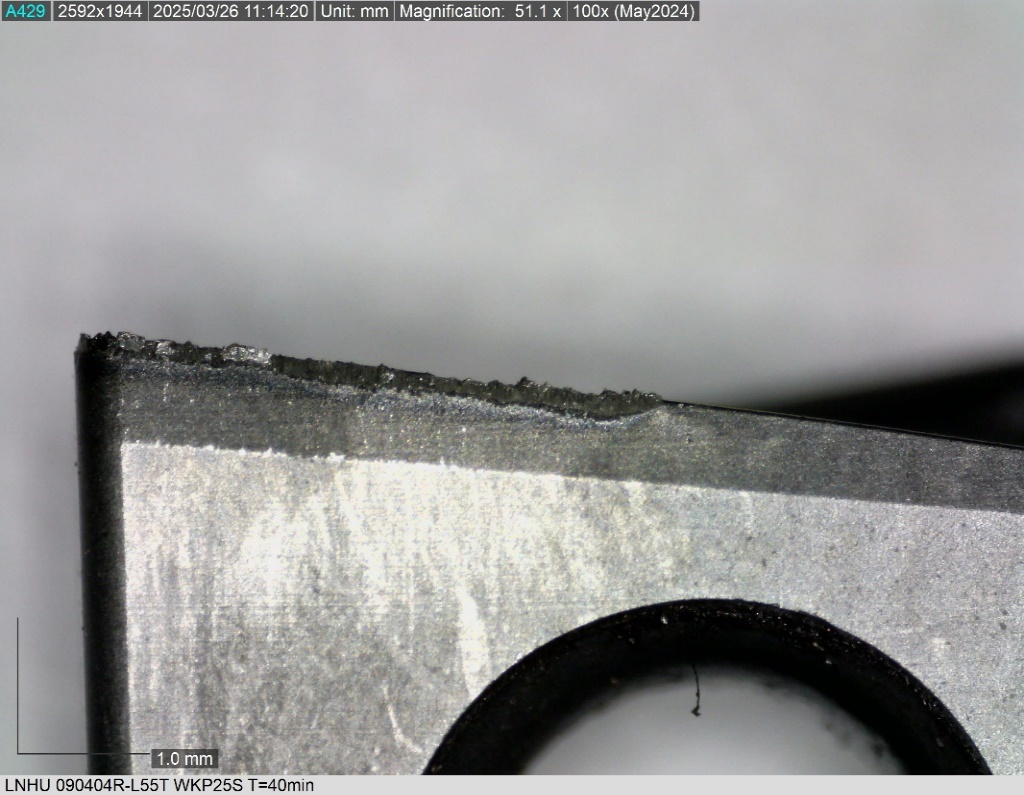 A429 2592x1944 2025/03/26 11:14:20 Unit: mm Magnification: 51.1 x 100x (May2024)
1.0 mm
LNHU 090404R-L55T WKP25S T=40min